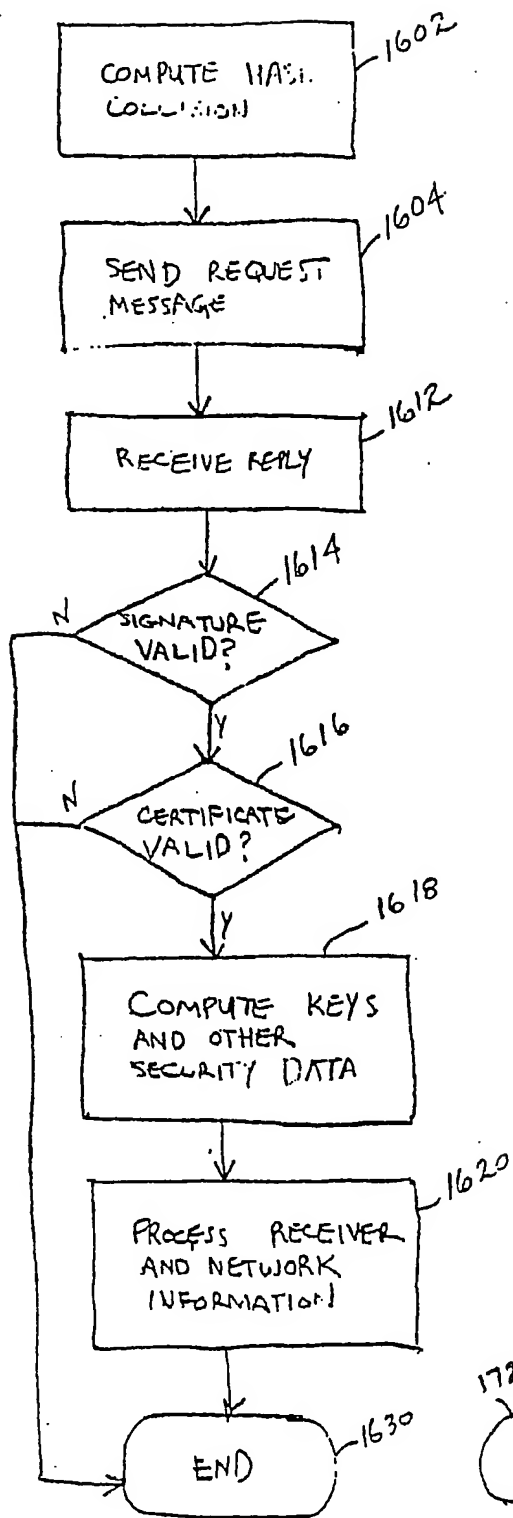 COMPUTE HASH
COLLISION
1602
SEND REQUEST
MESSAGE
1604
RECEIVE REPLY
1612
SIGNATURE
VALID?
1614
N
Y
CERTIFICATE
VALID?
1616
N
Y
COMPUTE KEYS
AND OTHER
SECURITY DATA
1618
PROCESS RECEIVER
AND NETWORK
INFORMATION
1620
END
1630